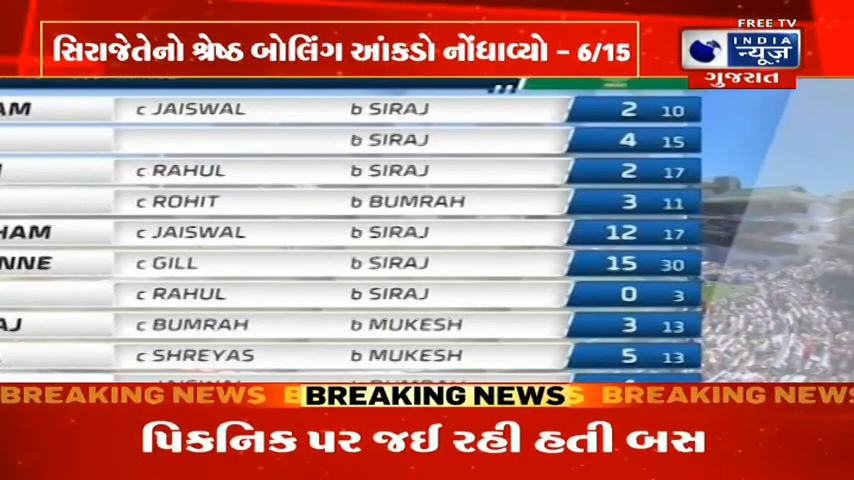 FREE TV
સિરાજેતેનો શ્રેષ્ઠ બોલિંગ આંકડો નોંધાવ્યો - 6/15
INDIA
ન્યૂઝ
ગુજરાત
AM c JAISWAL b SIRAJ 2 10
b SIRAJ 4 15
c RAHUL b SIRAJ 2 17
c ROHIT b BUMRAH 3 11
HAM c JAISWAL b SIRAJ 12 17
NNE c GILL b SIRAJ 15 30
c RAHUL b SIRAJ 0 3
AJ c BUMRAH b MUKESH 3 13
c SHREYAS b MUKESH 5 13
BREAKING NEWS BREAKING NEWS BREAKING NEWS
પિકનિક પર જઈ રહી હતી બસ